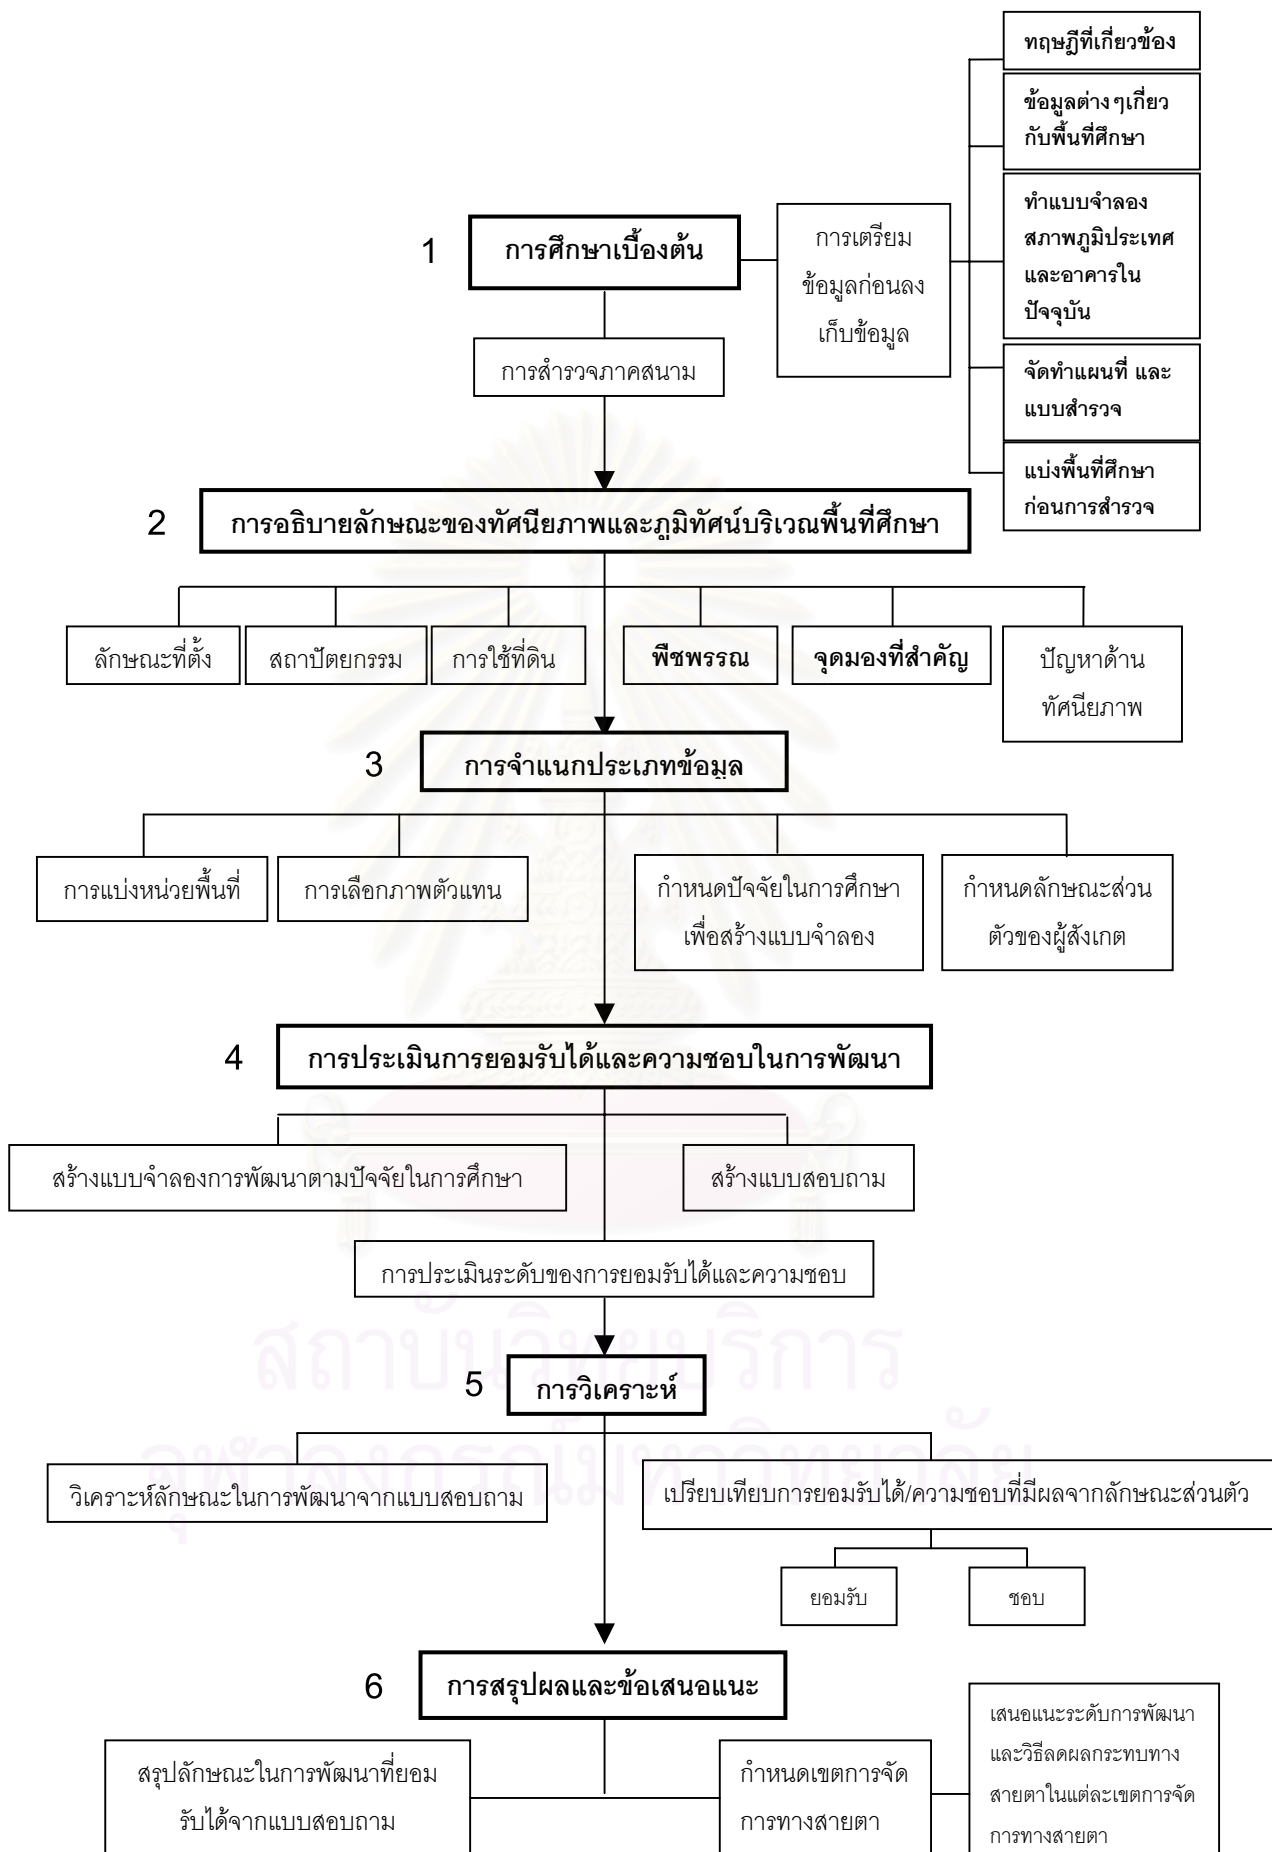 ทฤษฎีที่เกี่ยวข้อง
ข้อมูลต่างๆเกี่ยว
กับพื้นที่ศึกษา
ทำแบบจำลอง
สภาพภูมิประเทศ
และอาคารใน
ปัจจุบัน
จัดทำแผนที่ และ
แบบสำรวจ
แบ่งพื้นที่ศึกษา
ก่อนการสำรวจ
1
การศึกษาเบื้องต้น
การเตรียม
ข้อมูลก่อนลง
เก็บข้อมูล
การสำรวจภาคสนาม
2
การอธิบายลักษณะของทัศนียภาพและภูมิทัศน์บริเวณพื้นที่ศึกษา
ลักษณะที่ตั้ง
สถาปัตยกรรม
การใช้ที่ดิน
พืชพรรณ
จุดมองที่สำคัญ
ปัญหาด้าน
ทัศนียภาพ
3
การจำแนกประเภทข้อมูล
การแบ่งหน่วยพื้นที่
การเลือกภาพตัวแทน
กำหนดปัจจัยในการศึกษา
เพื่อสร้างแบบจำลอง
กำหนดลักษณะส่วน
ตัวของผู้สังเกต
4
การประเมินการยอมรับได้และความชอบในการพัฒนา
สร้างแบบจำลองการพัฒนาตามปัจจัยในการศึกษา
สร้างแบบสอบถาม
การประเมินระดับของการยอมรับได้และความชอบ
สถาบันวิทยบริการ
จุฬาลงกรณ์มหาวิทยาลัย
5
การวิเคราะห์
วิเคราะห์ลักษณะในการพัฒนาจากแบบสอบถาม
เปรียบเทียบการยอมรับได้/ความชอบที่มีผลจากลักษณะส่วนตัว
ยอมรับ
ชอบ
6
การสรุปผลและข้อเสนอแนะ
สรุปลักษณะในการพัฒนาที่ยอม
รับได้จากแบบสอบถาม
กำหนดเขตการจัด
การทางสายตา
เสนอแนะระดับการพัฒนา
และวิธีลดผลกระทบทาง
สายตาในแต่ละเขตการจัด
การทางสายตา